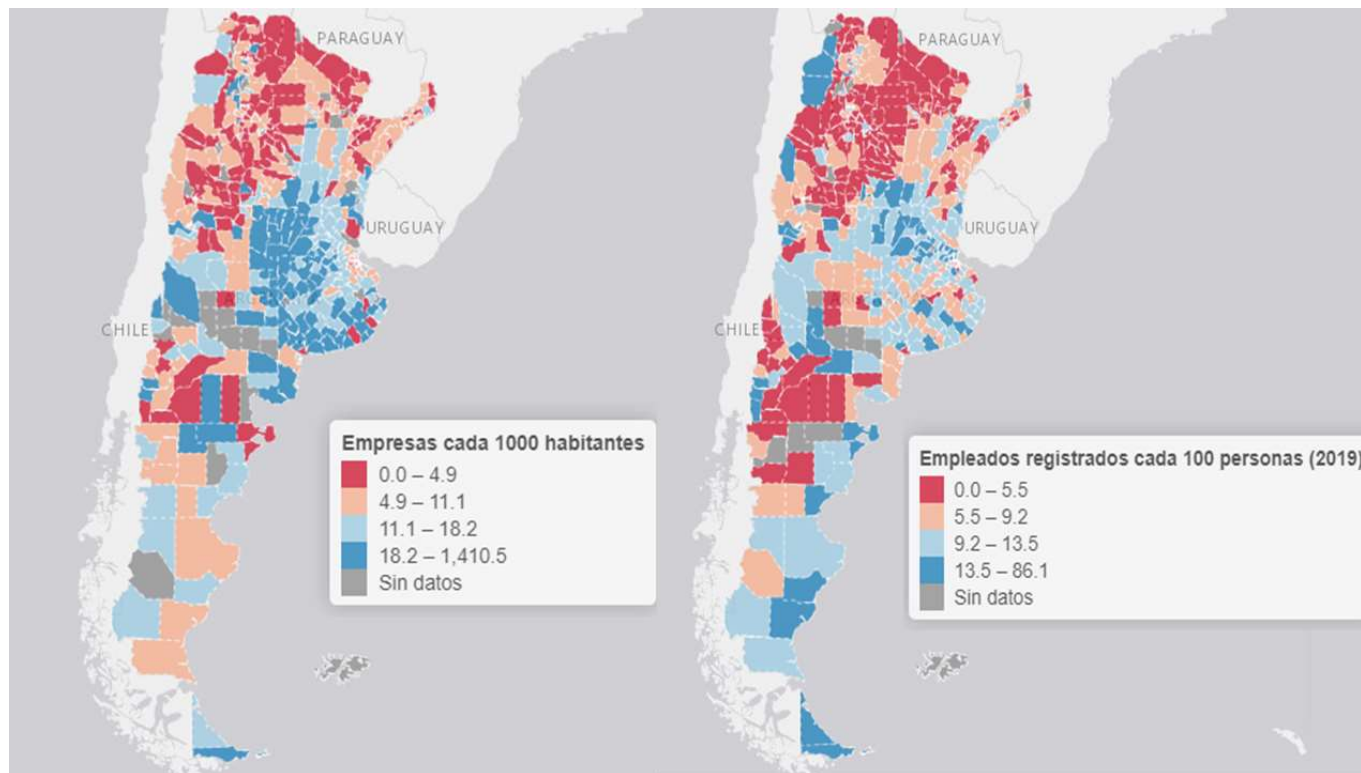 PARAGUAY
URUGUAY
CHILE
Empresas cada 1000 habitantes
0.0 – 4.9
4.9 – 11.1
11.1 – 18.2
18.2 – 1,410.5
Sin datos
PARAGUAY
URUGUAY
CHILE
Empleados registrados cada 100 personas (2019)
0.0 – 5.5
5.5 – 9.2
9.2 – 13.5
13.5 – 86.1
Sin datos